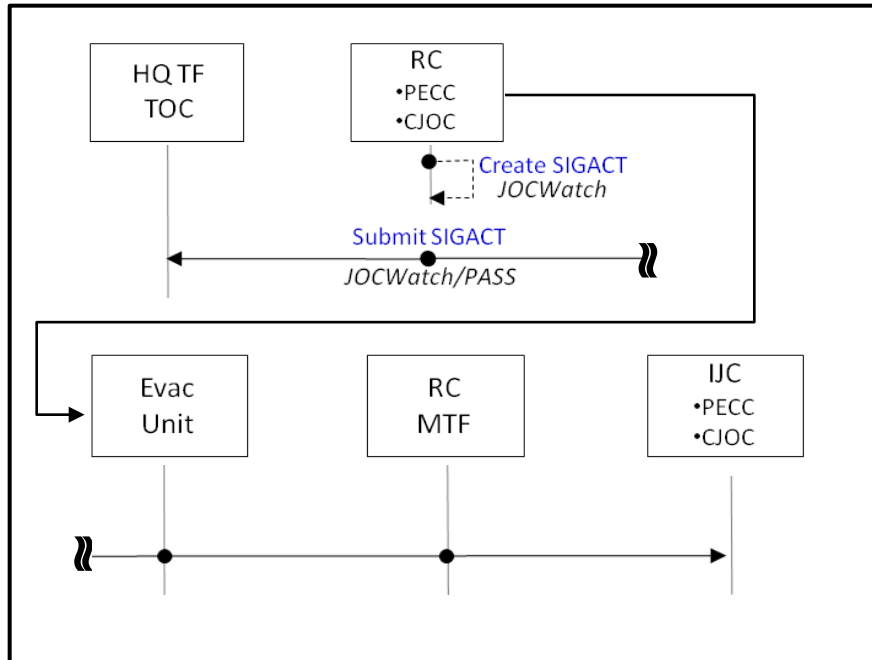 HQ TF
TOC
RC
•PECC
•CJOC
Create SIGACT
JOCWatch
Submit SIGACT
JOCWatch/PASS
Evac
Unit
RC
MTF
IJC
•PECC
•CJOC